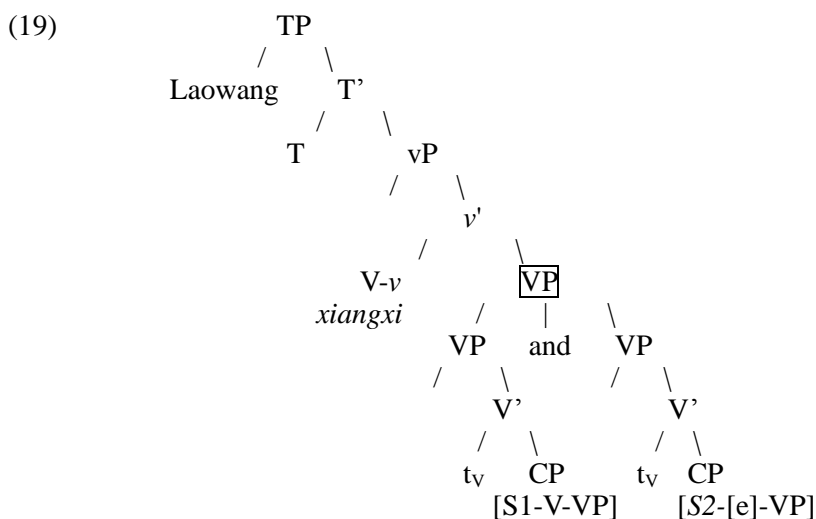 (19) TP
Laowang T’
T vP
v'
V-v VP
xiangxi
VP and VP
V’ V’
tV CP tV CP
[S1-V-VP] [S2-[e]-VP]